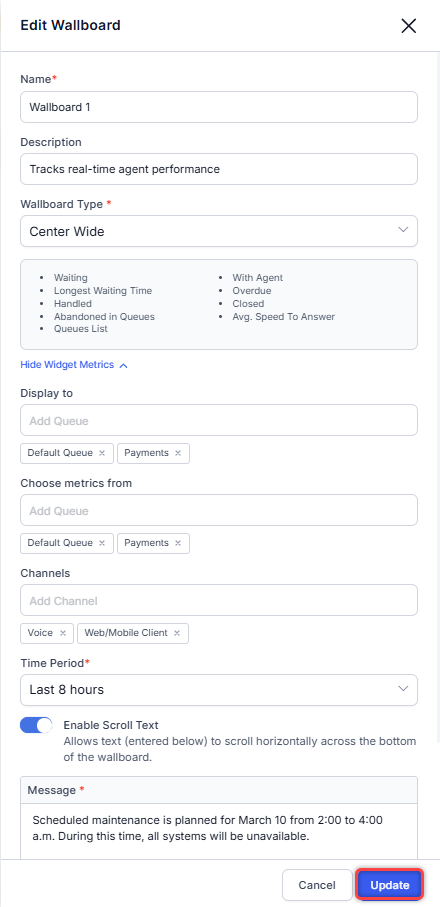 Edit Wallboard
Name*
Wallboard 1
Description
Tracks real-time agent performance
Wallboard Type *
Center Wide
Waiting
Longest Waiting Time
Handled
Abandoned in Queues
Queues List
With Agent
Overdue
Closed
Avg. Speed To Answer
Hide Widget Metrics
Display to
Add Queue
Default Queue × Payments ×
Choose metrics from
Add Queue
Default Queue × Payments ×
Channels
Add Channel
Voice × Web/Mobile Client ×
Time Period*
Last 8 hours
Enable Scroll Text
Allows text (entered below) to scroll horizontally across the bottom
of the wallboard.
Message *
Scheduled maintenance is planned for March 10 from 2:00 to 4:00
a.m. During this time, all systems will be unavailable.
Cancel Update